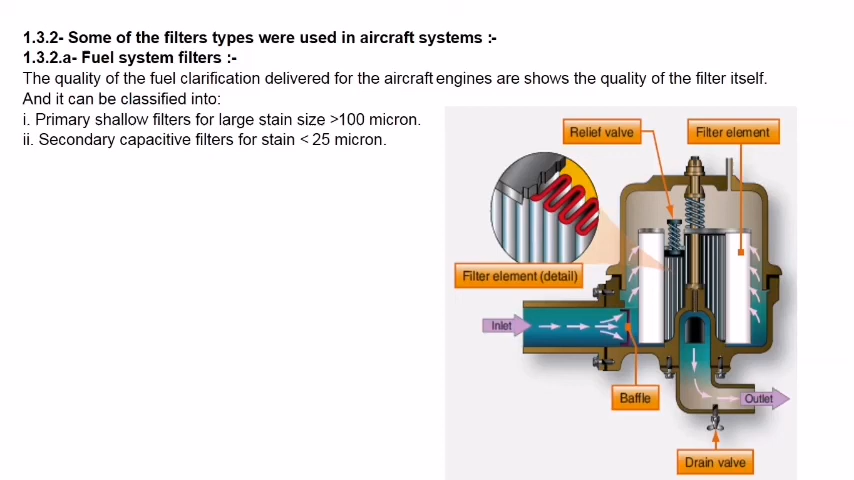 1.3.2- Some of the filters types were used in aircraft systems :-
1.3.2.a- Fuel system filters :-
The quality of the fuel clarification delivered for the aircraft engines are shows the quality of the filter itself.
And it can be classified into:
i. Primary shallow filters for large stain size >100 micron.
ii. Secondary capacitive filters for stain < 25 micron.
Relief valve
Filter element
Filter element (detail)
Inlet
Baffle
Outlet
Drain valve